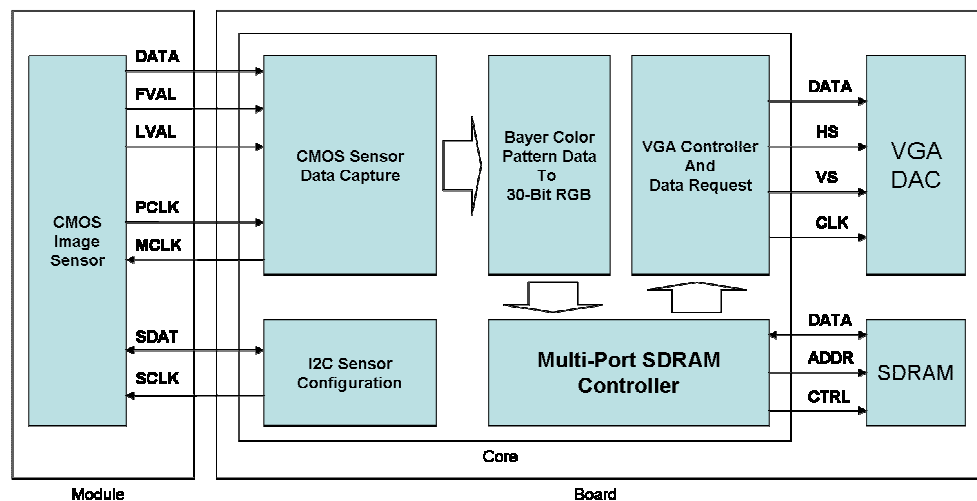 CMOS
Image
Sensor
DATA
FVAL
LVAL
PCLK
MCLK
SDAT
SCLK
CMOS Sensor
Data Capture
I2C Sensor
Configuration
Bayer Color
Pattern Data
To
30-Bit RGB
VGA Controller
And
Data Request
Multi-Port SDRAM
Controller
DATA
HS
VS
CLK
VGA
DAC
DATA
ADDR
CTRL
SDRAM
Core
Module
Board